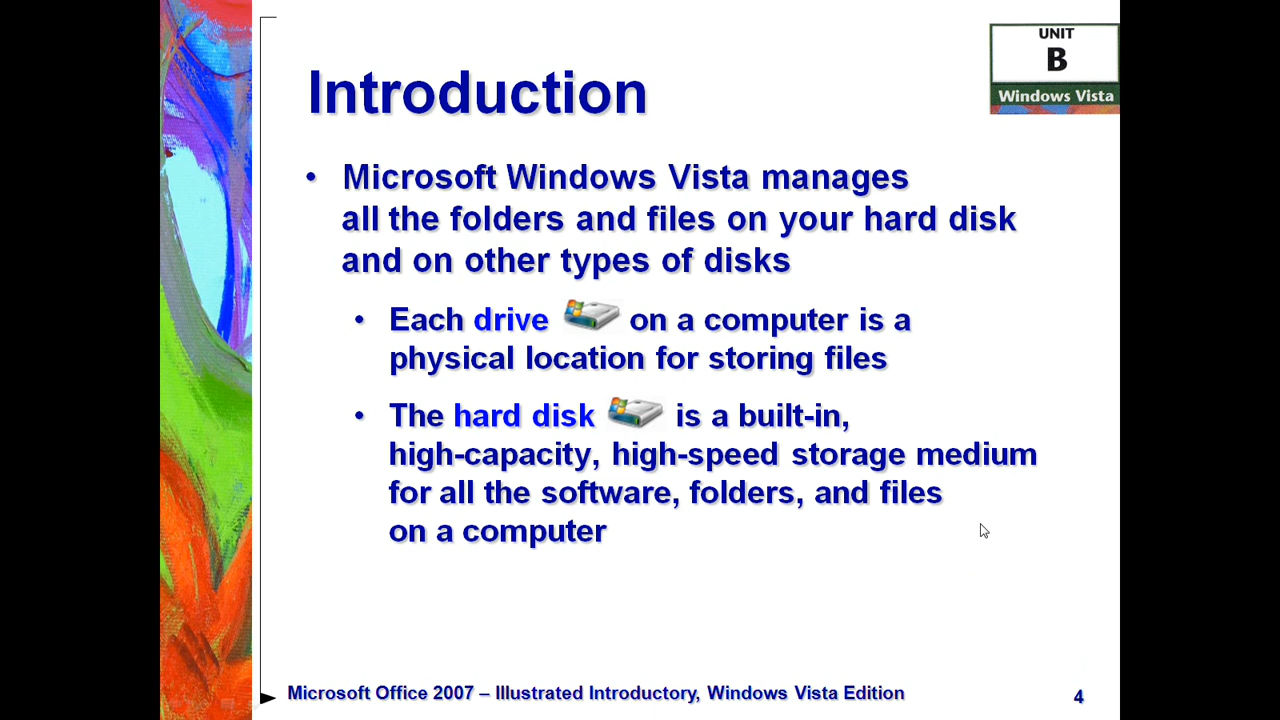 UNIT
B
Windows Vista
Introduction
• Microsoft Windows Vista manages
all the folders and files on your hard disk
and on other types of disks
• Each drive on a computer is a
physical location for storing files
• The hard disk is a built-in,
high-capacity, high-speed storage medium
for all the software, folders, and files
on a computer
Microsoft Office 2007 – Illustrated Introductory, Windows Vista Edition
4